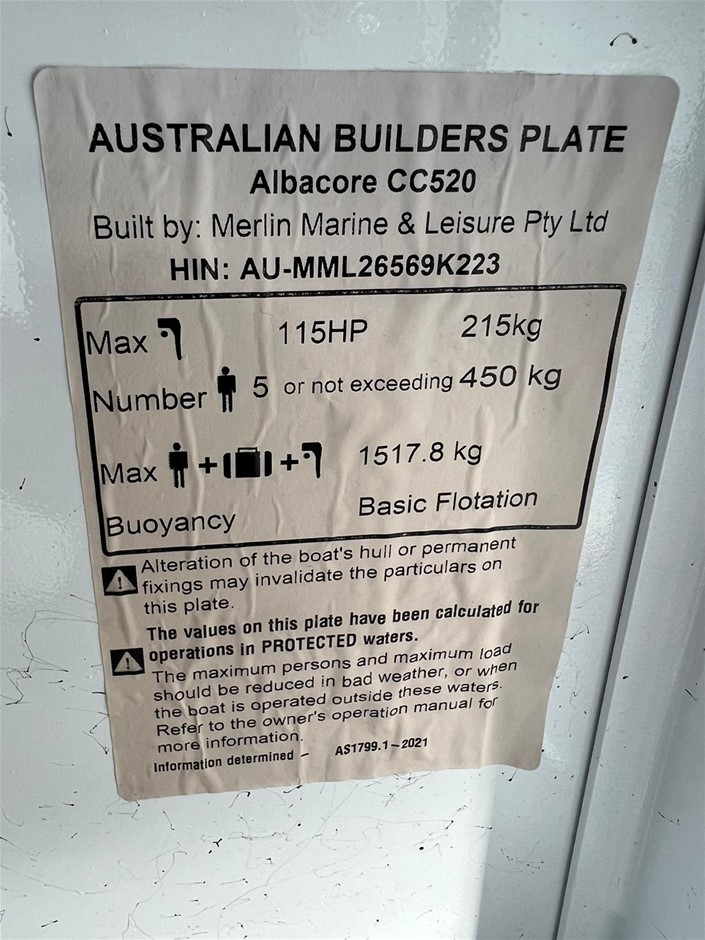 AUSTRALIAN BUILDERS PLATE
Albacore CC520
Built by: Merlin Marine & Leisure Pty Ltd
HIN: AU-MML26569K223
Max 115HP 215kg
Number 5 or not exceeding 450 kg
Max + + 1517.8 kg
Buoyancy Basic Flotation
Alteration of the boat's hull or permanent
fixings may invalidate the particulars on
this plate.
The values on this plate have been calculated for
operations in PROTECTED waters.
The maximum persons and maximum load
should be reduced in bad weather, or when
the boat is operated outside these waters.
Refer to the owner's operation manual for
more information.
Information determined – AS1799.1–2021